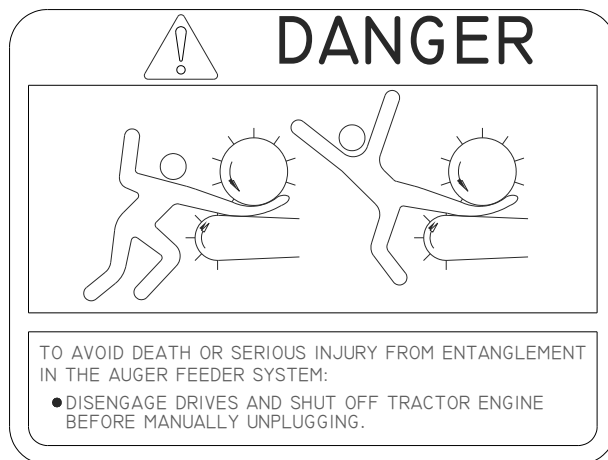 DANGER
TO AVOID DEATH OR SERIOUS INJURY FROM ENTANGLEMENT
IN THE AUGER FEEDER SYSTEM:
● DISENGAGE DRIVES AND SHUT OFF TRACTOR ENGINE
BEFORE MANUALLY UNPLUGGING.